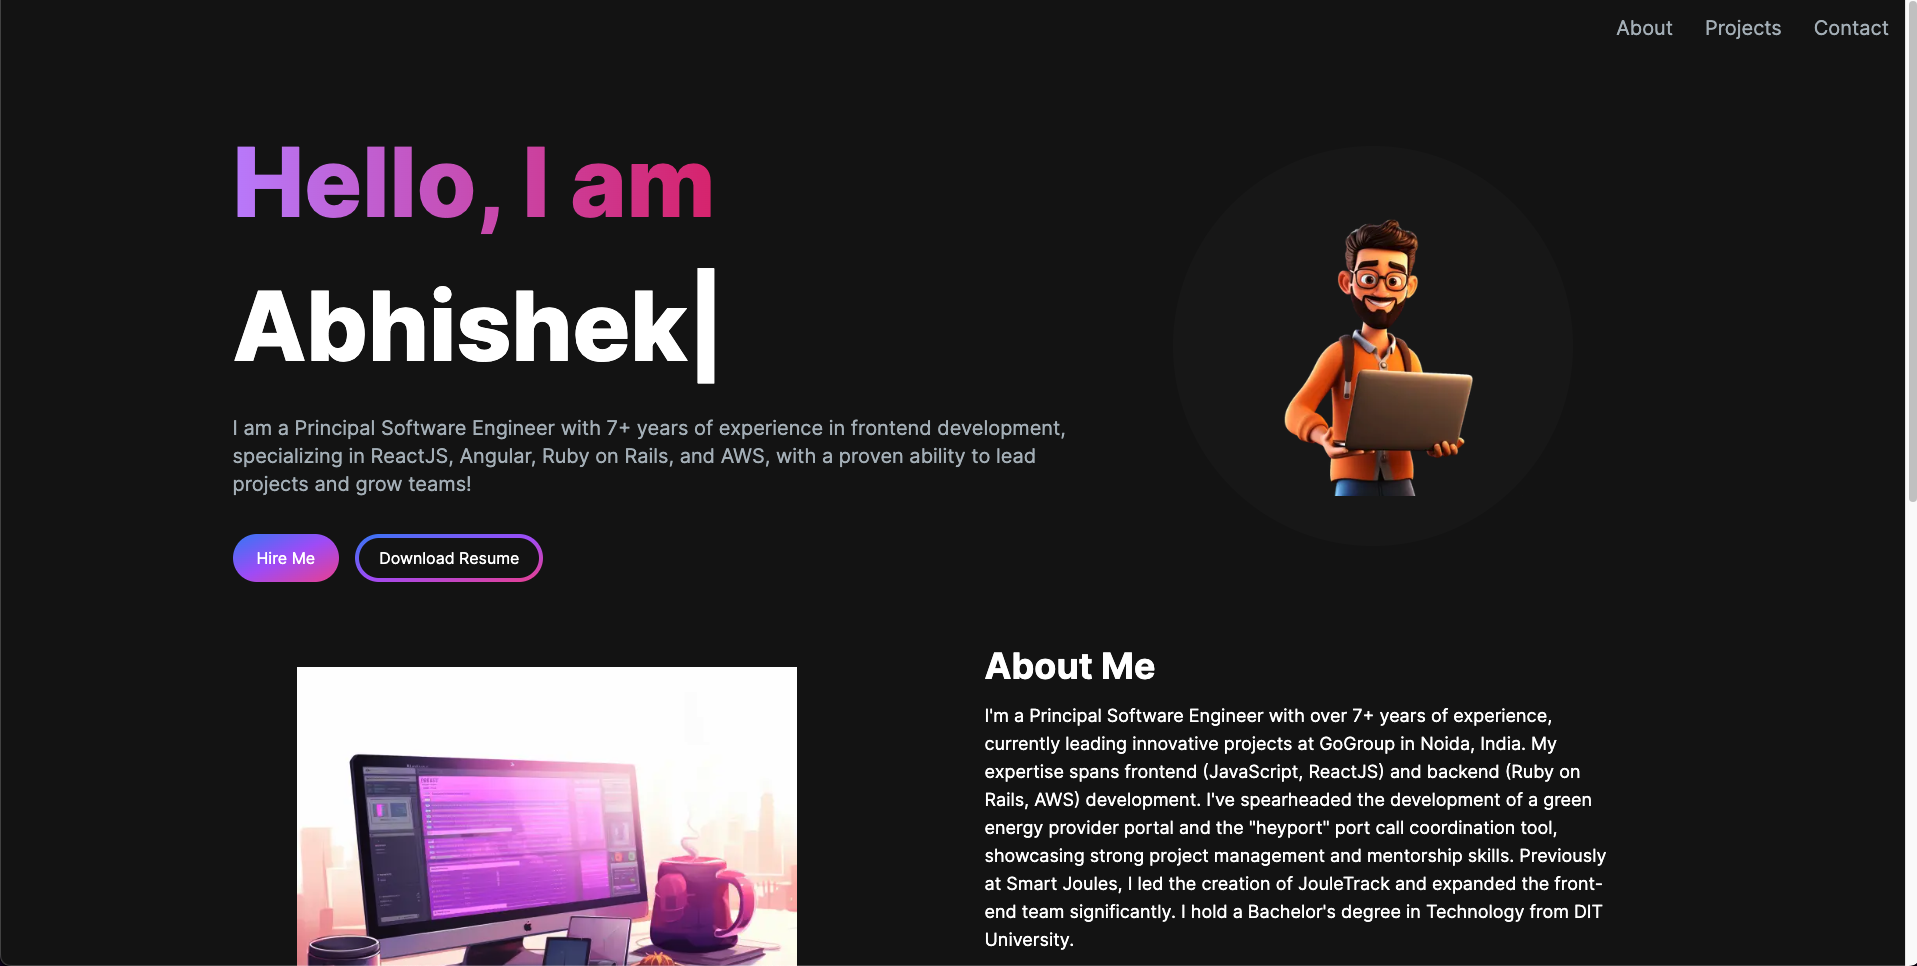 About Projects Contact
Hello, I am
Abhishek
I am a Principal Software Engineer with 7+ years of experience in frontend development,
specializing in ReactJS, Angular, Ruby on Rails, and AWS, with a proven ability to lead
projects and grow teams!
Hire Me Download Resume
About Me
I'm a Principal Software Engineer with over 7+ years of experience,
currently leading innovative projects at GoGroup in Noida, India. My
expertise spans frontend (JavaScript, ReactJS) and backend (Ruby on
Rails, AWS) development. I've spearheaded the development of a green
energy provider portal and the "heyport" port call coordination tool,
showcasing strong project management and mentorship skills. Previously
at Smart Joules, I led the creation of JouleTrack and expanded the front-
end team significantly. I hold a Bachelor's degree in Technology from DIT
University.